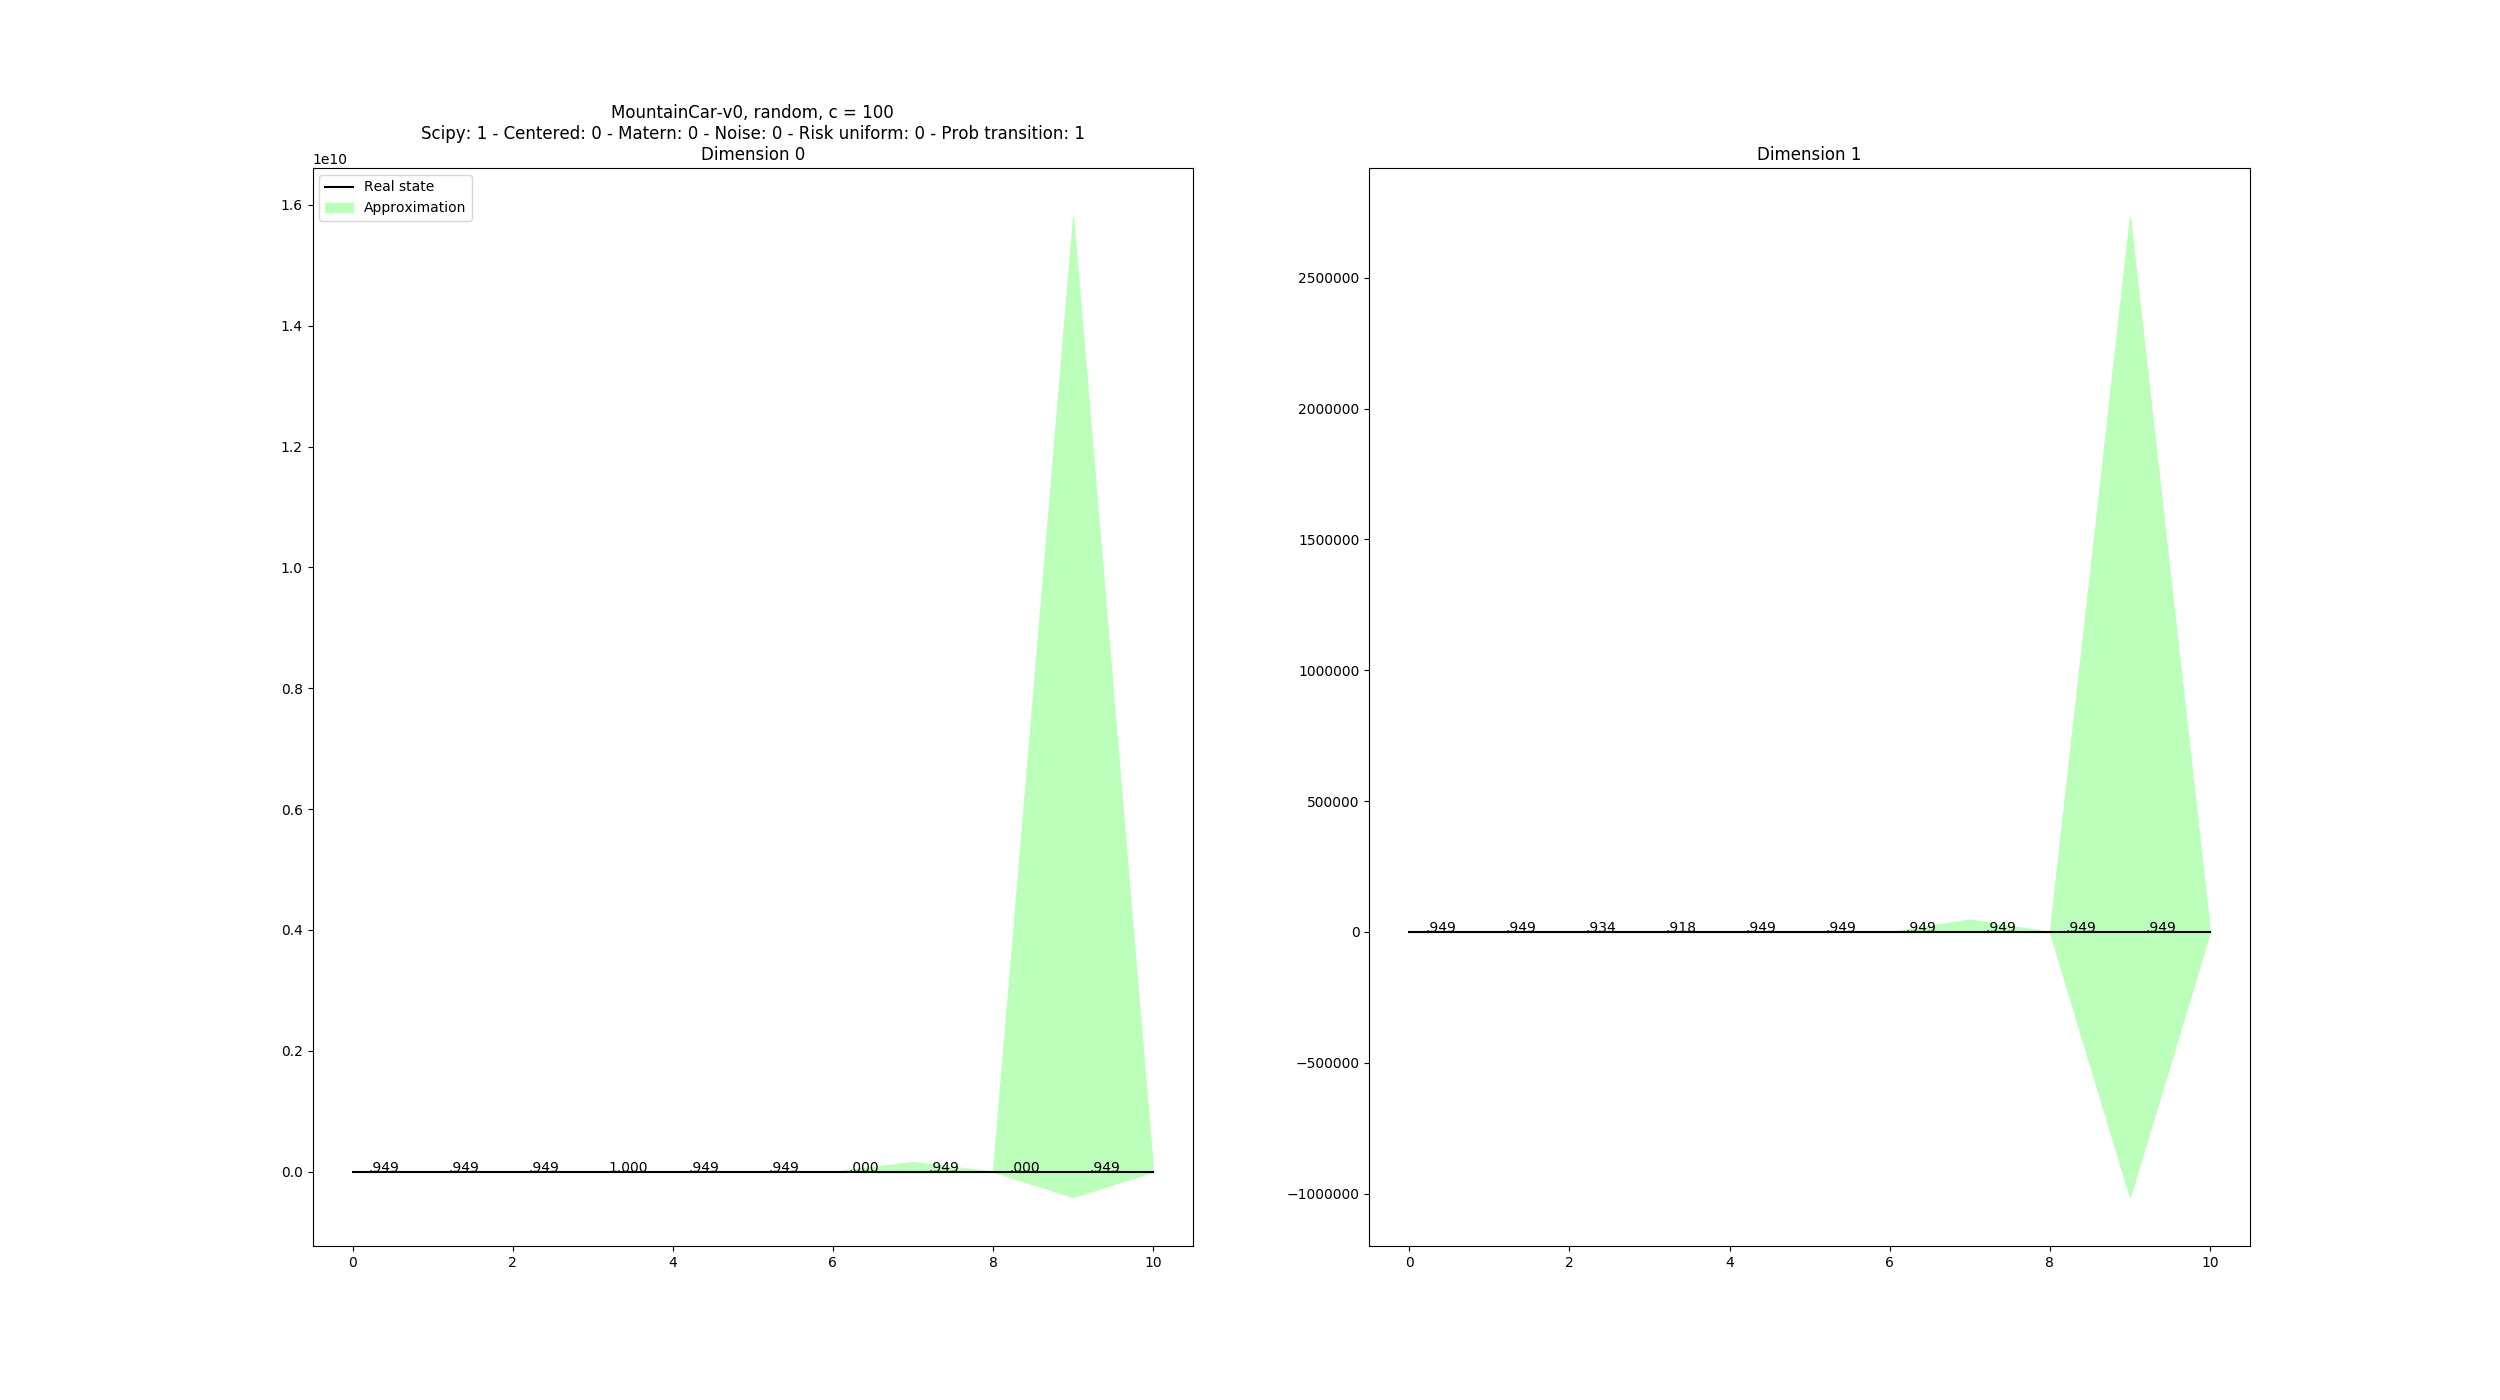 MountainCar-v0, random, c = 100
Scipy: 1 - Centered: 0 - Matern: 0 - Noise: 0 - Risk uniform: 0 - Prob transition: 1
Dimension 0
1e10
Real state
Approximation
1.6
1.4
1.2
1.0
0.8
0.6
0.4
0.2
0.0
.949 .949 .949 1.000 .949 .949 .000 .949 .000 .949
0 2 4 6 8 10
Dimension 1
2500000
2000000
1500000
1000000
500000
0
−500000
−1000000
.949 .949 .934 .918 .949 .949 .949 .949 .949 .949
0 2 4 6 8 10